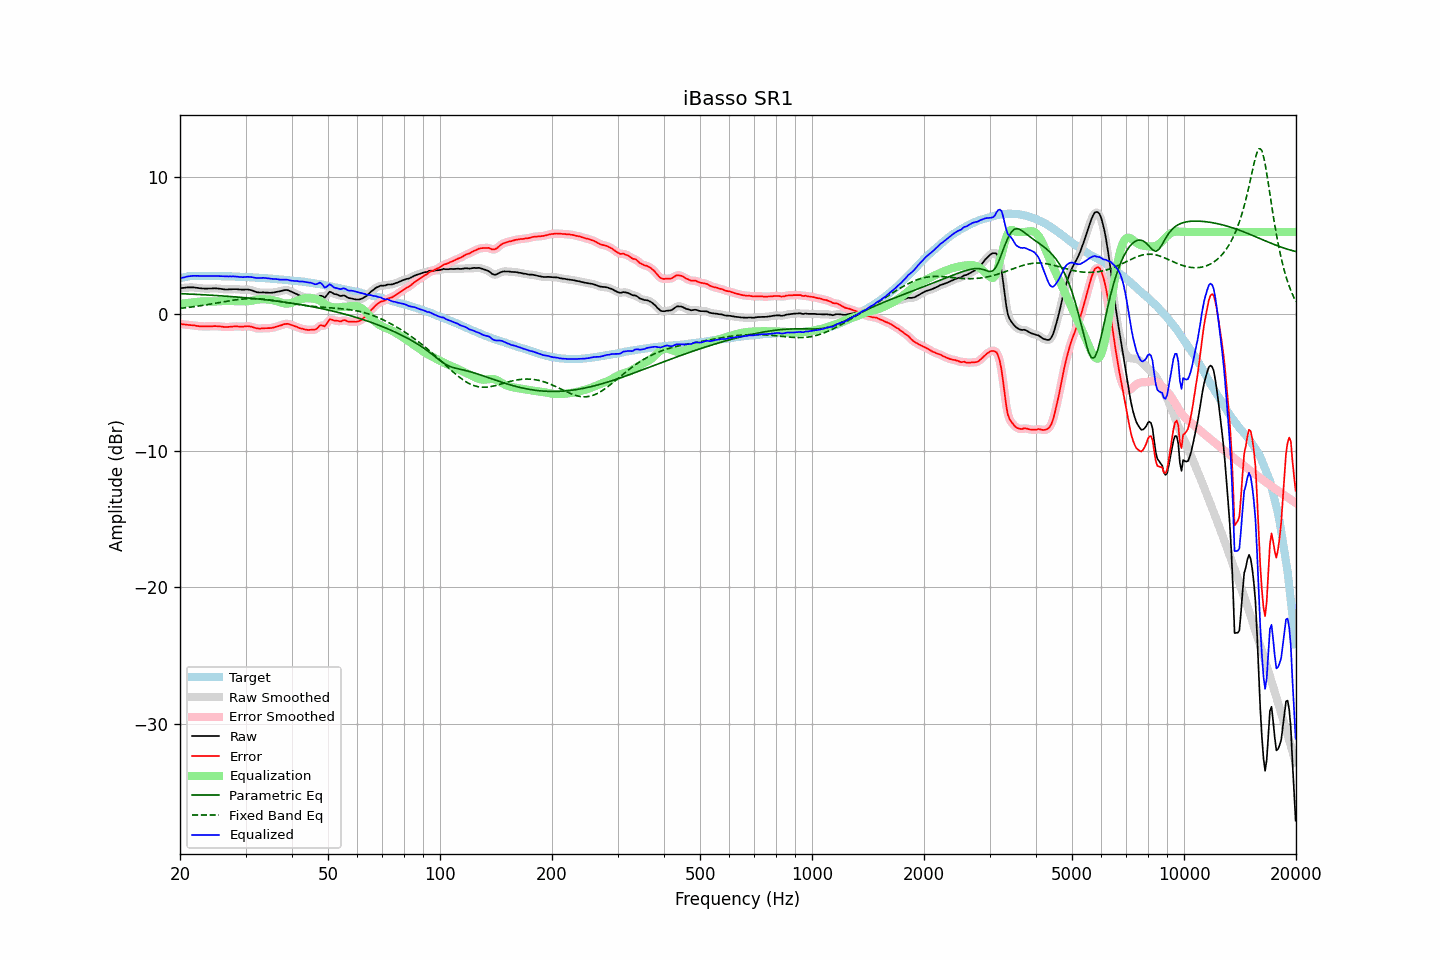 iBasso SR1
Amplitude (dBr)
10
0
−10
−20
−30
Target
Raw Smoothed
Error Smoothed
Raw
Error
Equalization
Parametric Eq
Fixed Band Eq
Equalized
20 50 100 200 500 1000 2000 5000 10000 20000
Frequency (Hz)